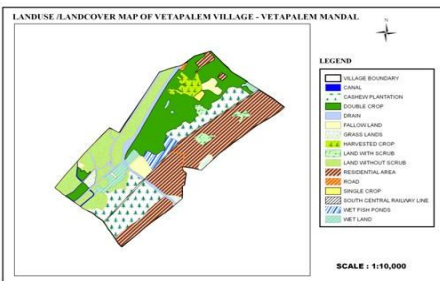 LANDUSE /LANDCOVER MAP OF VETAPALEM VILLAGE - VETAPALEM MANDAL
N
LEGEND
VILLAGE BOUNDARY
CANAL
CASHEW PLANTATION
DOUBLE CROP
DRAIN
FALLOW LAND
GRASS LANDS
HARVESTED CROP
LAND WITH SCRUB
LAND WITHOUT SCRUB
RESIDENTIAL AREA
ROAD
SINGLE CROP
SOUTH CENTRAL RAILWAY LINE
WET FISH PONDS
WET LAND
SCALE : 1:10,000